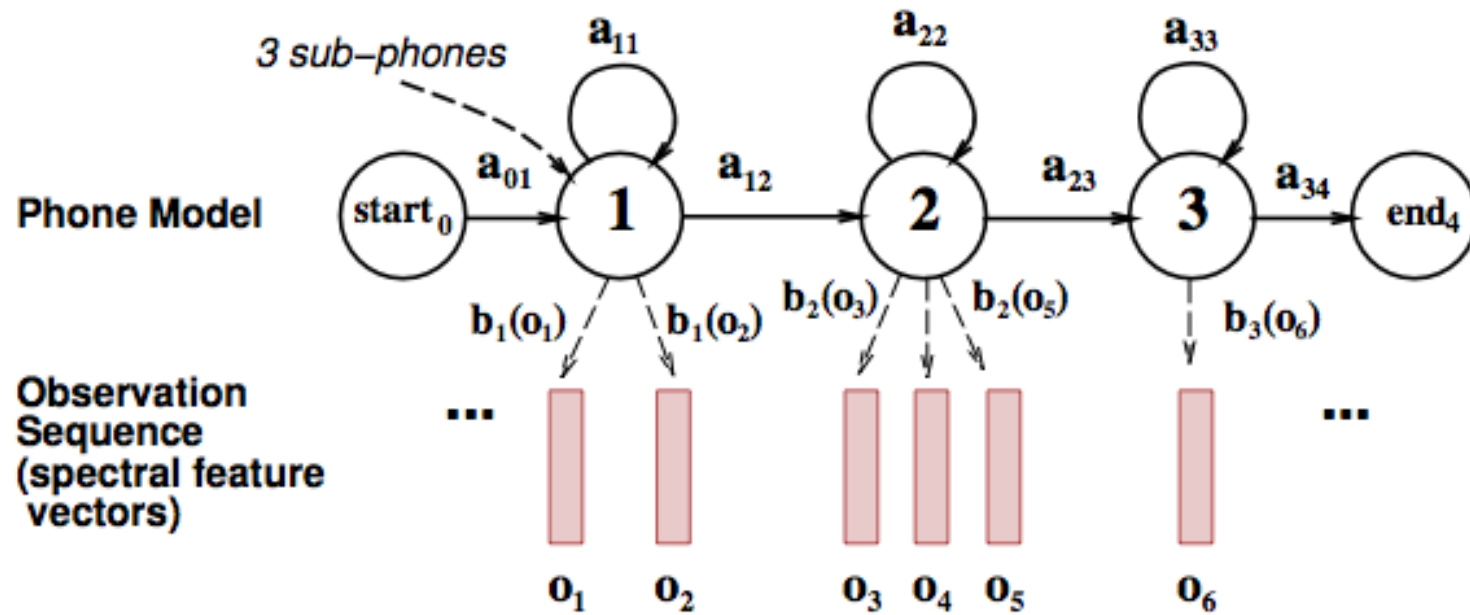 3 sub-phones
a₁₁ a₂₂ a₃₃
a₀₁ a₁₂ a₂₃ a₃₄
Phone Model
start₀ 1 2 3 end₄
b₁(o₁) b₁(o₂) b₂(o₃) b₂(o₅) b₃(o₆)
Observation
Sequence
(spectral feature
vectors)
... ...
o₁ o₂ o₃ o₄ o₅ o₆